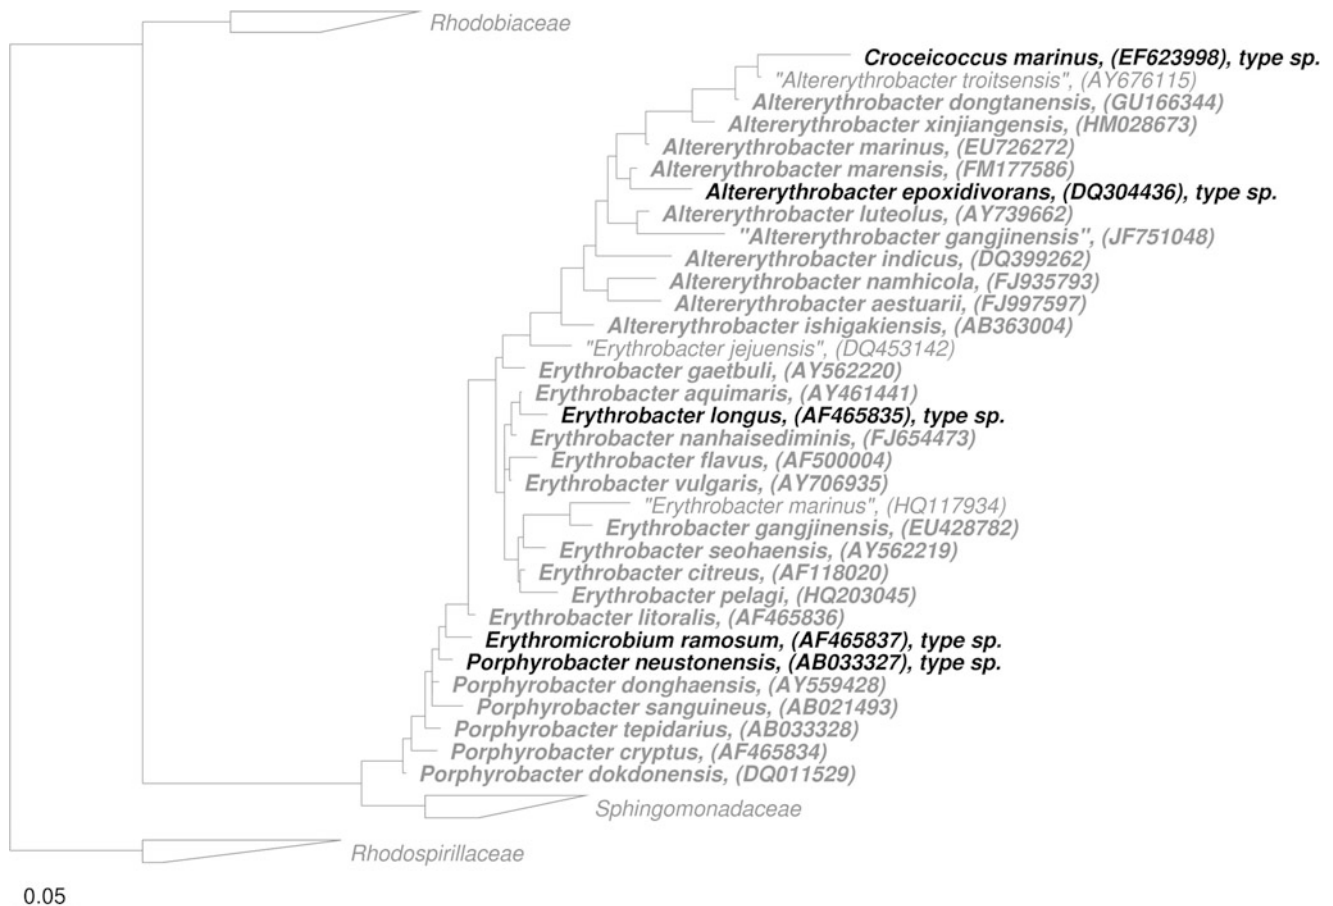 Rhodobiaceae
Croceicoccus marinus, (EF623998), type sp.
"Altererythrobacter troitsensis", (AY676115)
Altererythrobacter dongtanensis, (GU166344)
Altererythrobacter xinjiangensis, (HM028673)
Altererythrobacter marinus, (EU726272)
Altererythrobacter marensis, (FM177586)
Altererythrobacter epoxidivorans, (DQ304436), type sp.
Altererythrobacter luteolus, (AY739662)
"Altererythrobacter gangjinensis", (JF751048)
Altererythrobacter indicus, (DQ399262)
Altererythrobacter namhicola, (FJ935793)
Altererythrobacter aestuarii, (FJ997597)
Altererythrobacter ishigakiensis, (AB363004)
"Erythrobacter jejuensis", (DQ453142)
Erythrobacter gaetbuli, (AY562220)
Erythrobacter aquimaris, (AY461441)
Erythrobacter longus, (AF465835), type sp.
Erythrobacter nanhaisediminis, (FJ654473)
Erythrobacter flavus, (AF500004)
Erythrobacter vulgaris, (AY706935)
"Erythrobacter marinus", (HQ117934)
Erythrobacter gangjinensis, (EU428782)
Erythrobacter seohaensis, (AY562219)
Erythrobacter citreus, (AF118020)
Erythrobacter pelagi, (HQ203045)
Erythrobacter litoralis, (AF465836)
Erythromicrobium ramosum, (AF465837), type sp.
Porphyrobacter neustonensis, (AB033327), type sp.
Porphyrobacter donghaensis, (AY559428)
Porphyrobacter sanguineus, (AB021493)
Porphyrobacter tepidarius, (AB033328)
Porphyrobacter cryptus, (AF465834)
Porphyrobacter dokdonensis, (DQ011529)
Sphingomonadaceae
Rhodospirillaceae
0.05